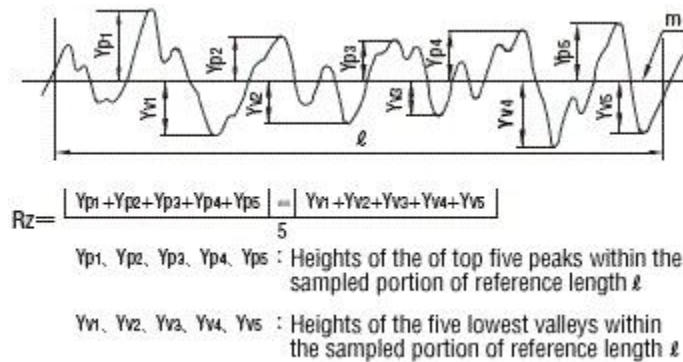 Yp1 Yp2 Yp3 Yp4 Yp5 m
Yv1 Yv2 Yv3 Yv4 Yv5
ℓ
Rz= |Yp1+Yp2+Yp3+Yp4+Yp5| = |Yv1+Yv2+Yv3+Yv4+Yv5|
5
Yp1、Yp2、Yp3、Yp4、Yp5 : Heights of the of top five peaks within the
sampled portion of reference length ℓ
Yv1、Yv2、Yv3、Yv4、Yv5 : Heights of the five lowest valleys within
the sampled portion of reference length ℓ